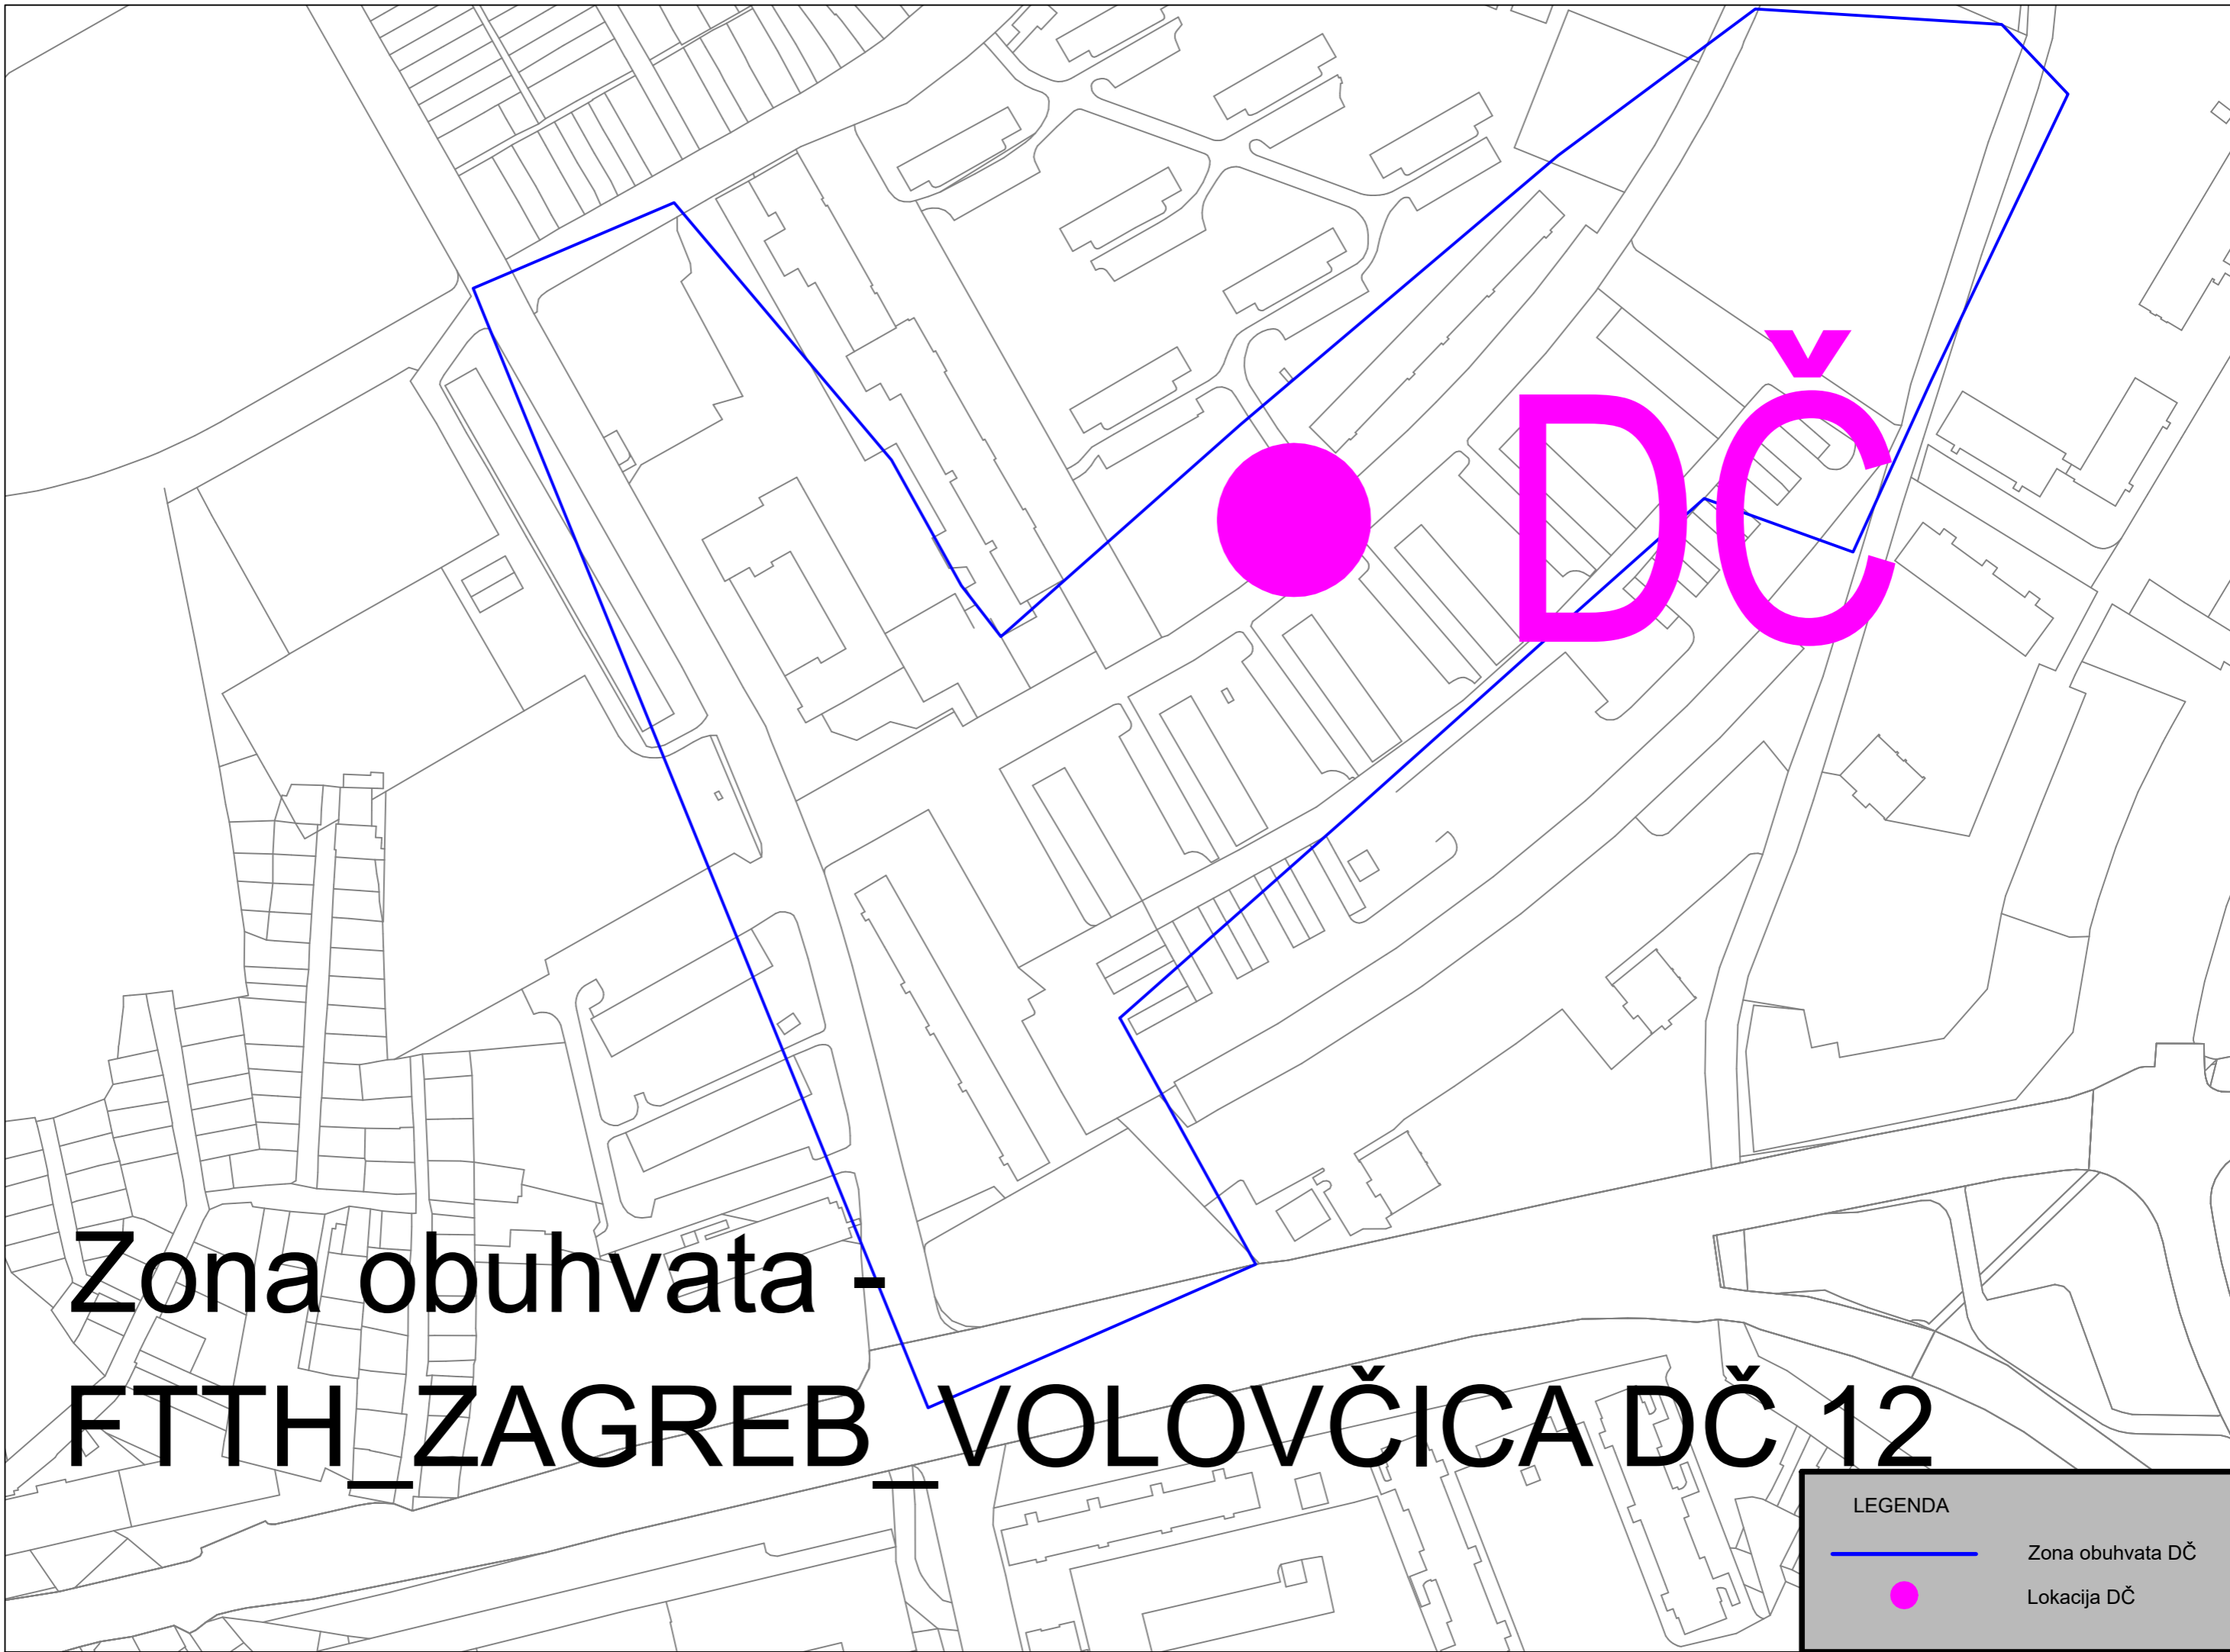 DČ
Zona obuhvata -
FTTH_ZAGREB_VOLOVČICA DČ 12
LEGENDA
Zona obuhvata DČ
Lokacija DČ